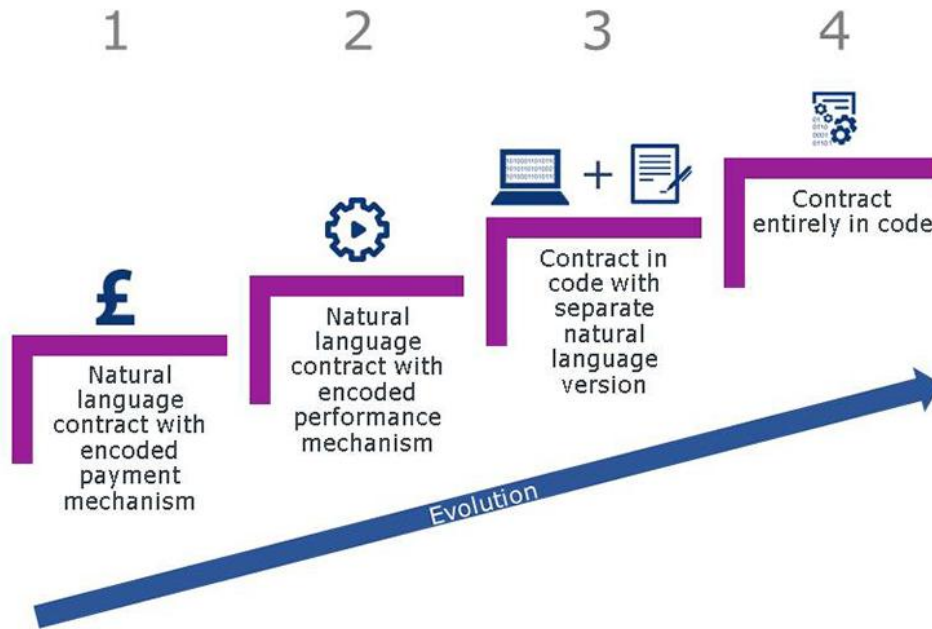 1
2
3
4
£
Natural
language
contract with
encoded
payment
mechanism
Natural
language
contract with
encoded
performance
mechanism
+
Contract in
code with
separate
natural
language
version
Contract
entirely in code
Evolution